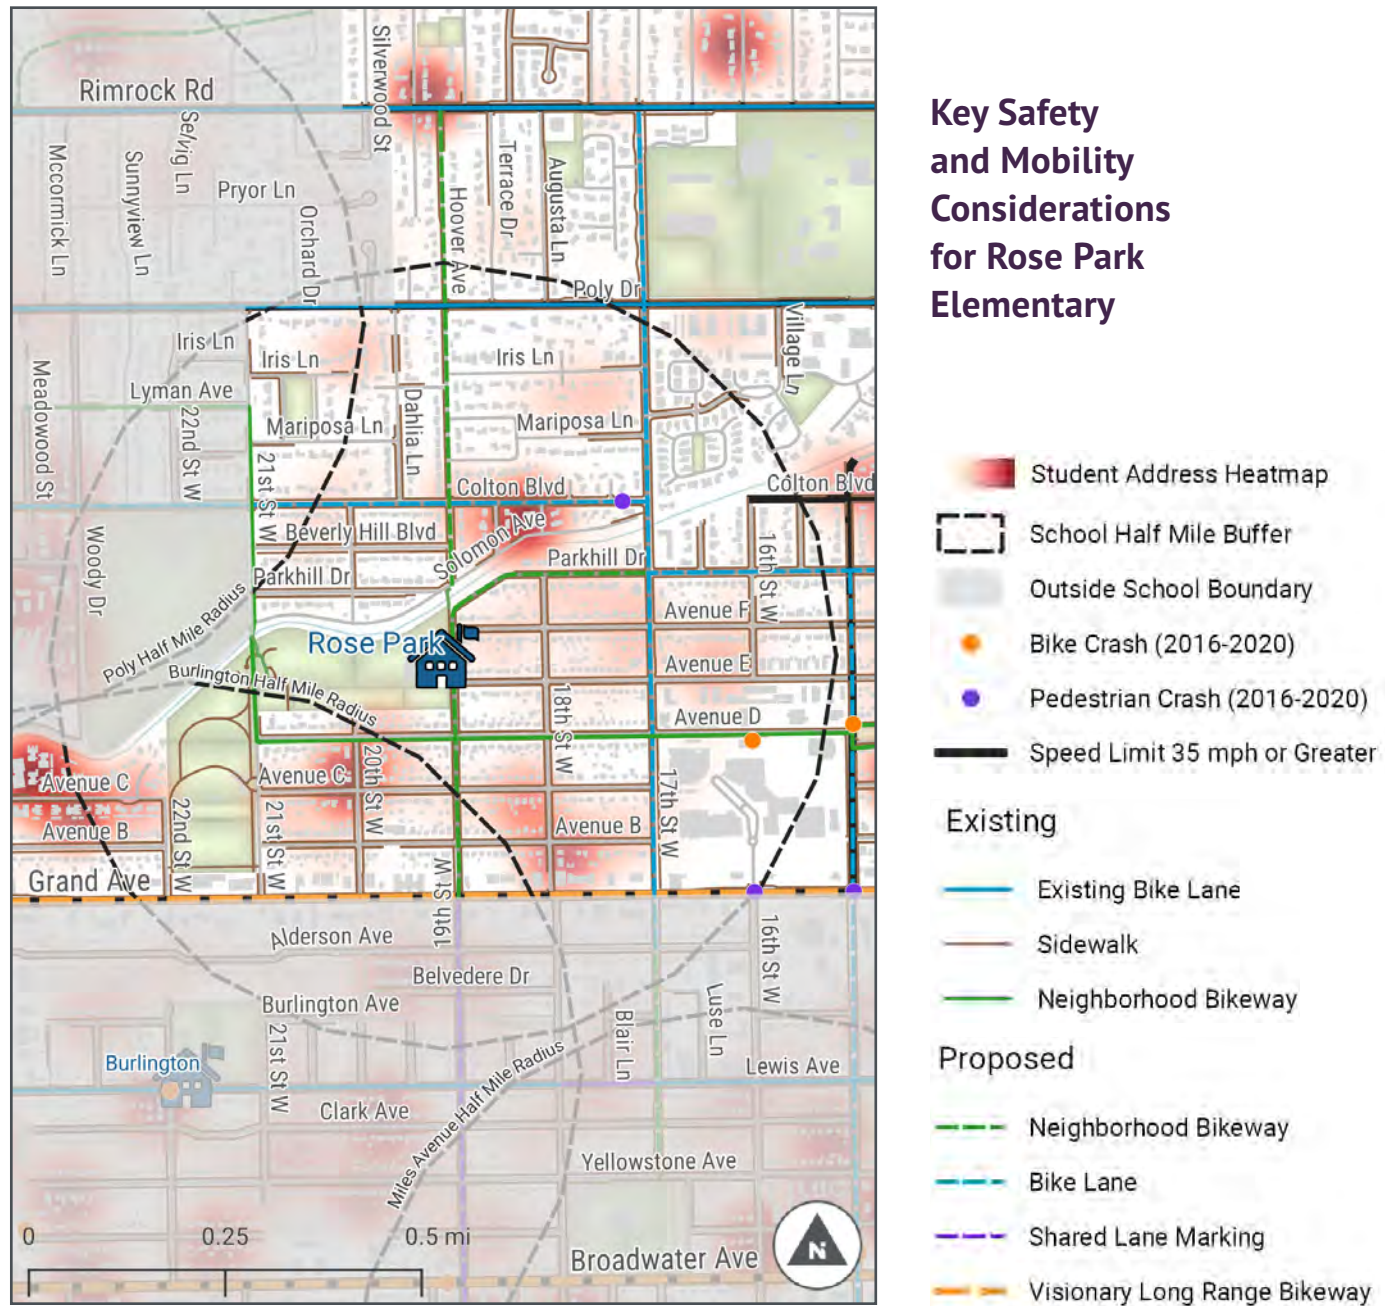 Key Safety
and Mobility
Considerations
for Rose Park
Elementary
Student Address Heatmap
School Half Mile Buffer
Outside School Boundary
Bike Crash (2016-2020)
Pedestrian Crash (2016-2020)
Speed Limit 35 mph or Greater
Existing
Existing Bike Lane
Sidewalk
Neighborhood Bikeway
Proposed
Neighborhood Bikeway
Bike Lane
Shared Lane Marking
Visionary Long Range Bikeway
Silverwood St
Rimrock Rd
Selvig Ln
Mccormick Ln
Sunnyview Ln
Pryor Ln
Orchard Dr
Hoover Ave
Terrace Dr
Augusta Ln
Poly Dr
Village Ln
Iris Ln
Iris Ln
Iris Ln
Meadowood St
Lyman Ave
22nd St W
Dahlia Ln
Mariposa Ln
Mariposa Ln
21st St W
Colton Blvd
Colton Blvd
Beverly Hill Blvd
Solomon Ave
Woody Dr
Parkhill Dr
Parkhill Dr
16th St W
Poly Half Mile Radius
Avenue F
Rose Park
Avenue E
Burlington Half Mile Radius
18th St W
Avenue D
Avenue C
Avenue C
20th St W
17th St W
Avenue B
22nd St W
21st St W
Avenue B
Grand Ave
19th St W
Alderson Ave
16th St W
Belvedere Dr
Burlington Ave
21st St W
Blair Ln
Luse Ln
Burlington
Lewis Ave
Clark Ave
Miles Avenue Half Mile Radius
Yellowstone Ave
0 0.25 0.5 mi
Broadwater Ave
N